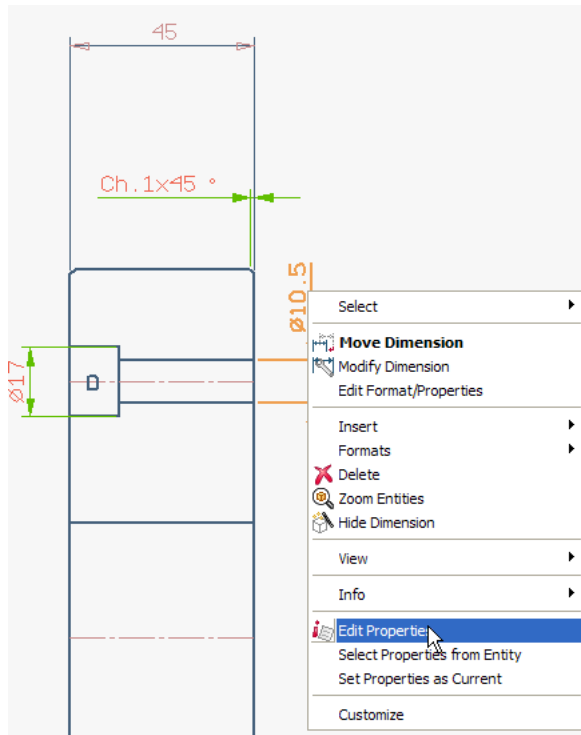 45
Ch.1x45 °
ø10.5
ø17
D
Select
Move Dimension
Modify Dimension
Edit Format/Properties
Insert
Formats
Delete
Zoom Entities
Hide Dimension
View
Info
Edit Properties
Select Properties from Entity
Set Properties as Current
Customize